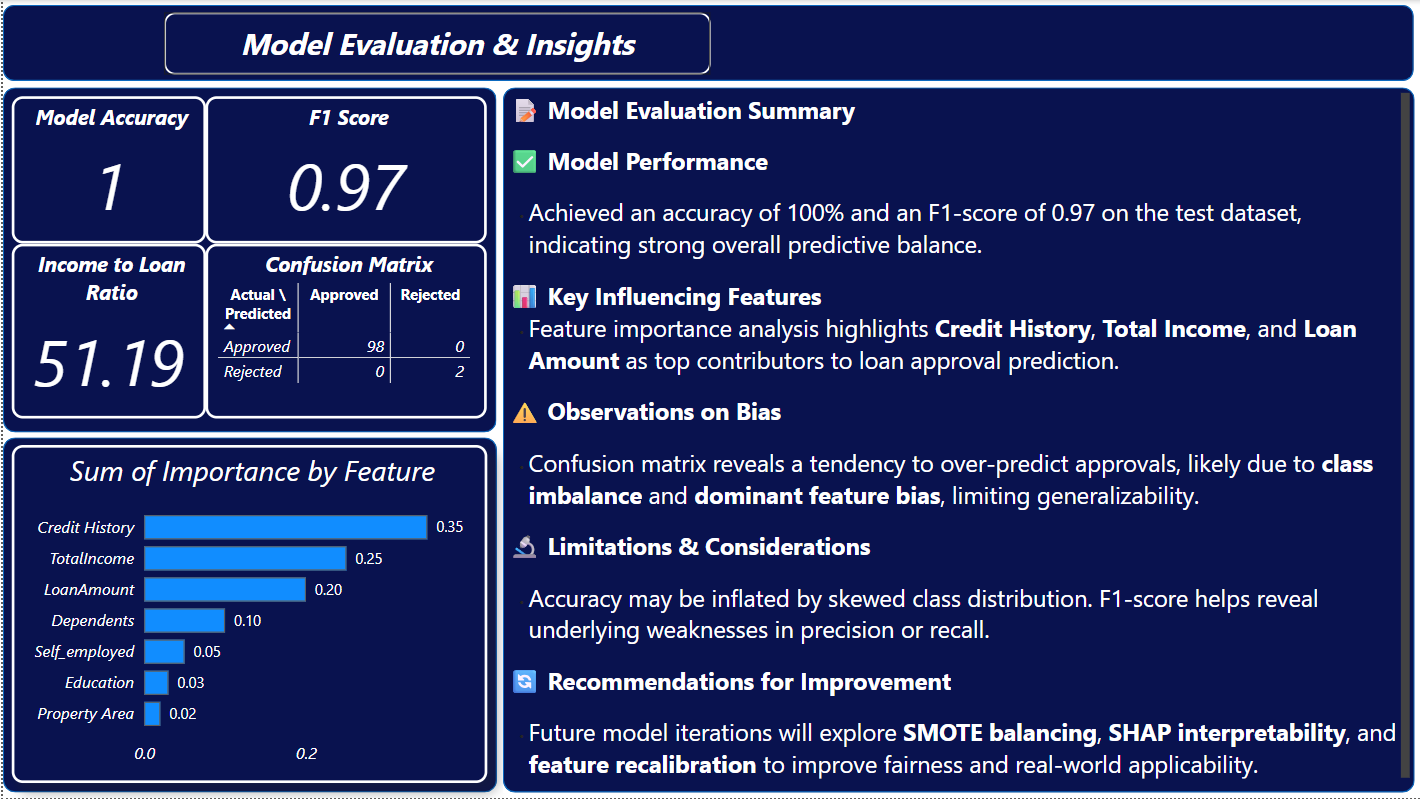 Model Evaluation & Insights
Model Accuracy
1
F1 Score
0.97
Income to Loan
Ratio
51.19
Confusion Matrix
Actual \ Approved Rejected
Predicted
Approved 98 0
Rejected 0 2
Sum of Importance by Feature
Credit History 0.35
TotalIncome 0.25
LoanAmount 0.20
Dependents 0.10
Self_employed 0.05
Education 0.03
Property Area 0.02
0.0 0.2
📝 Model Evaluation Summary
✅ Model Performance
Achieved an accuracy of 100% and an F1-score of 0.97 on the test dataset,
indicating strong overall predictive balance.
📊 Key Influencing Features
Feature importance analysis highlights Credit History, Total Income, and Loan
Amount as top contributors to loan approval prediction.
⚠️ Observations on Bias
Confusion matrix reveals a tendency to over-predict approvals, likely due to class
imbalance and dominant feature bias, limiting generalizability.
🔬 Limitations & Considerations
Accuracy may be inflated by skewed class distribution. F1-score helps reveal
underlying weaknesses in precision or recall.
🔄 Recommendations for Improvement
Future model iterations will explore SMOTE balancing, SHAP interpretability, and
feature recalibration to improve fairness and real-world applicability.